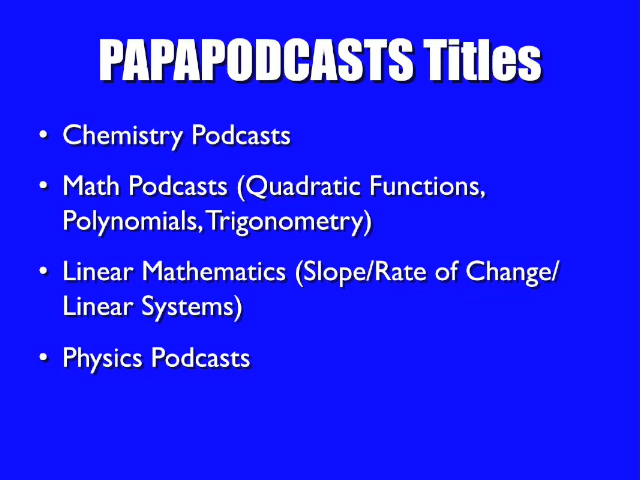 PAPAPODCASTS Titles
• Chemistry Podcasts
• Math Podcasts (Quadratic Functions,
Polynomials,Trigonometry)
• Linear Mathematics (Slope/Rate of Change/
Linear Systems)
• Physics Podcasts